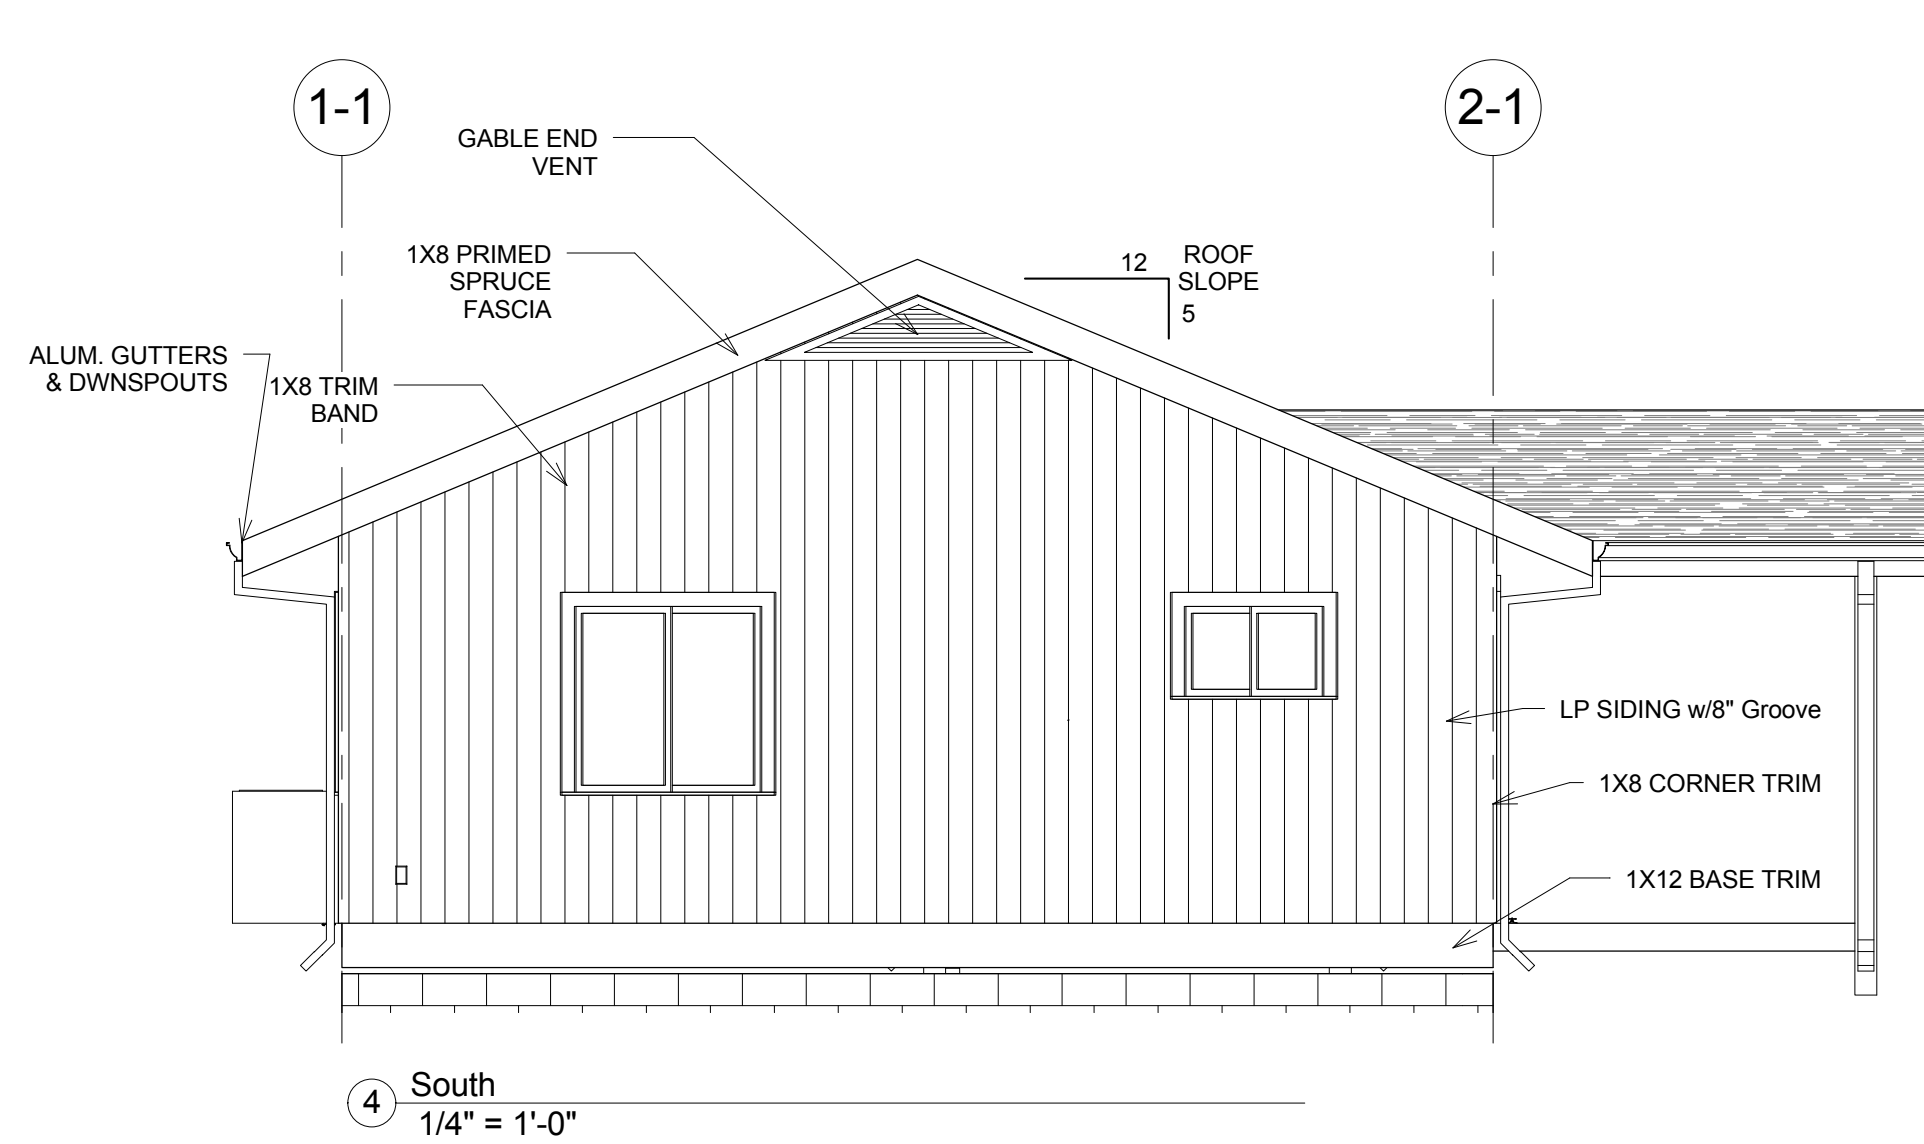 1-1
2-1
GABLE END
VENT
1X8 PRIMED
SPRUCE
FASCIA
12
ROOF
SLOPE
5
ALUM. GUTTERS
& DWNSPOUTS
1X8 TRIM
BAND
LP SIDING w/8" Groove
1X8 CORNER TRIM
1X12 BASE TRIM
4
South
1/4" = 1'-0"